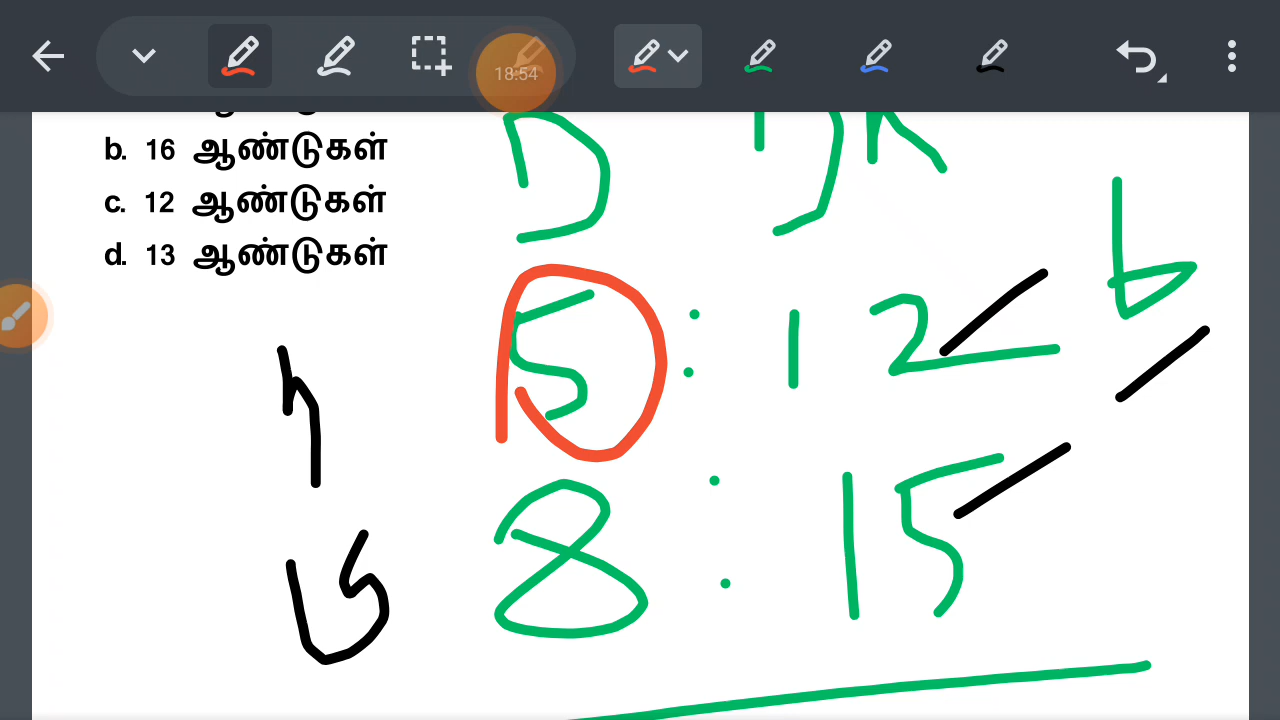 18:54
b. 16 ஆண்டுகள்
c. 12 ஆண்டுகள்
d. 13 ஆண்டுகள்
D
5 : 12 b
8 : 15